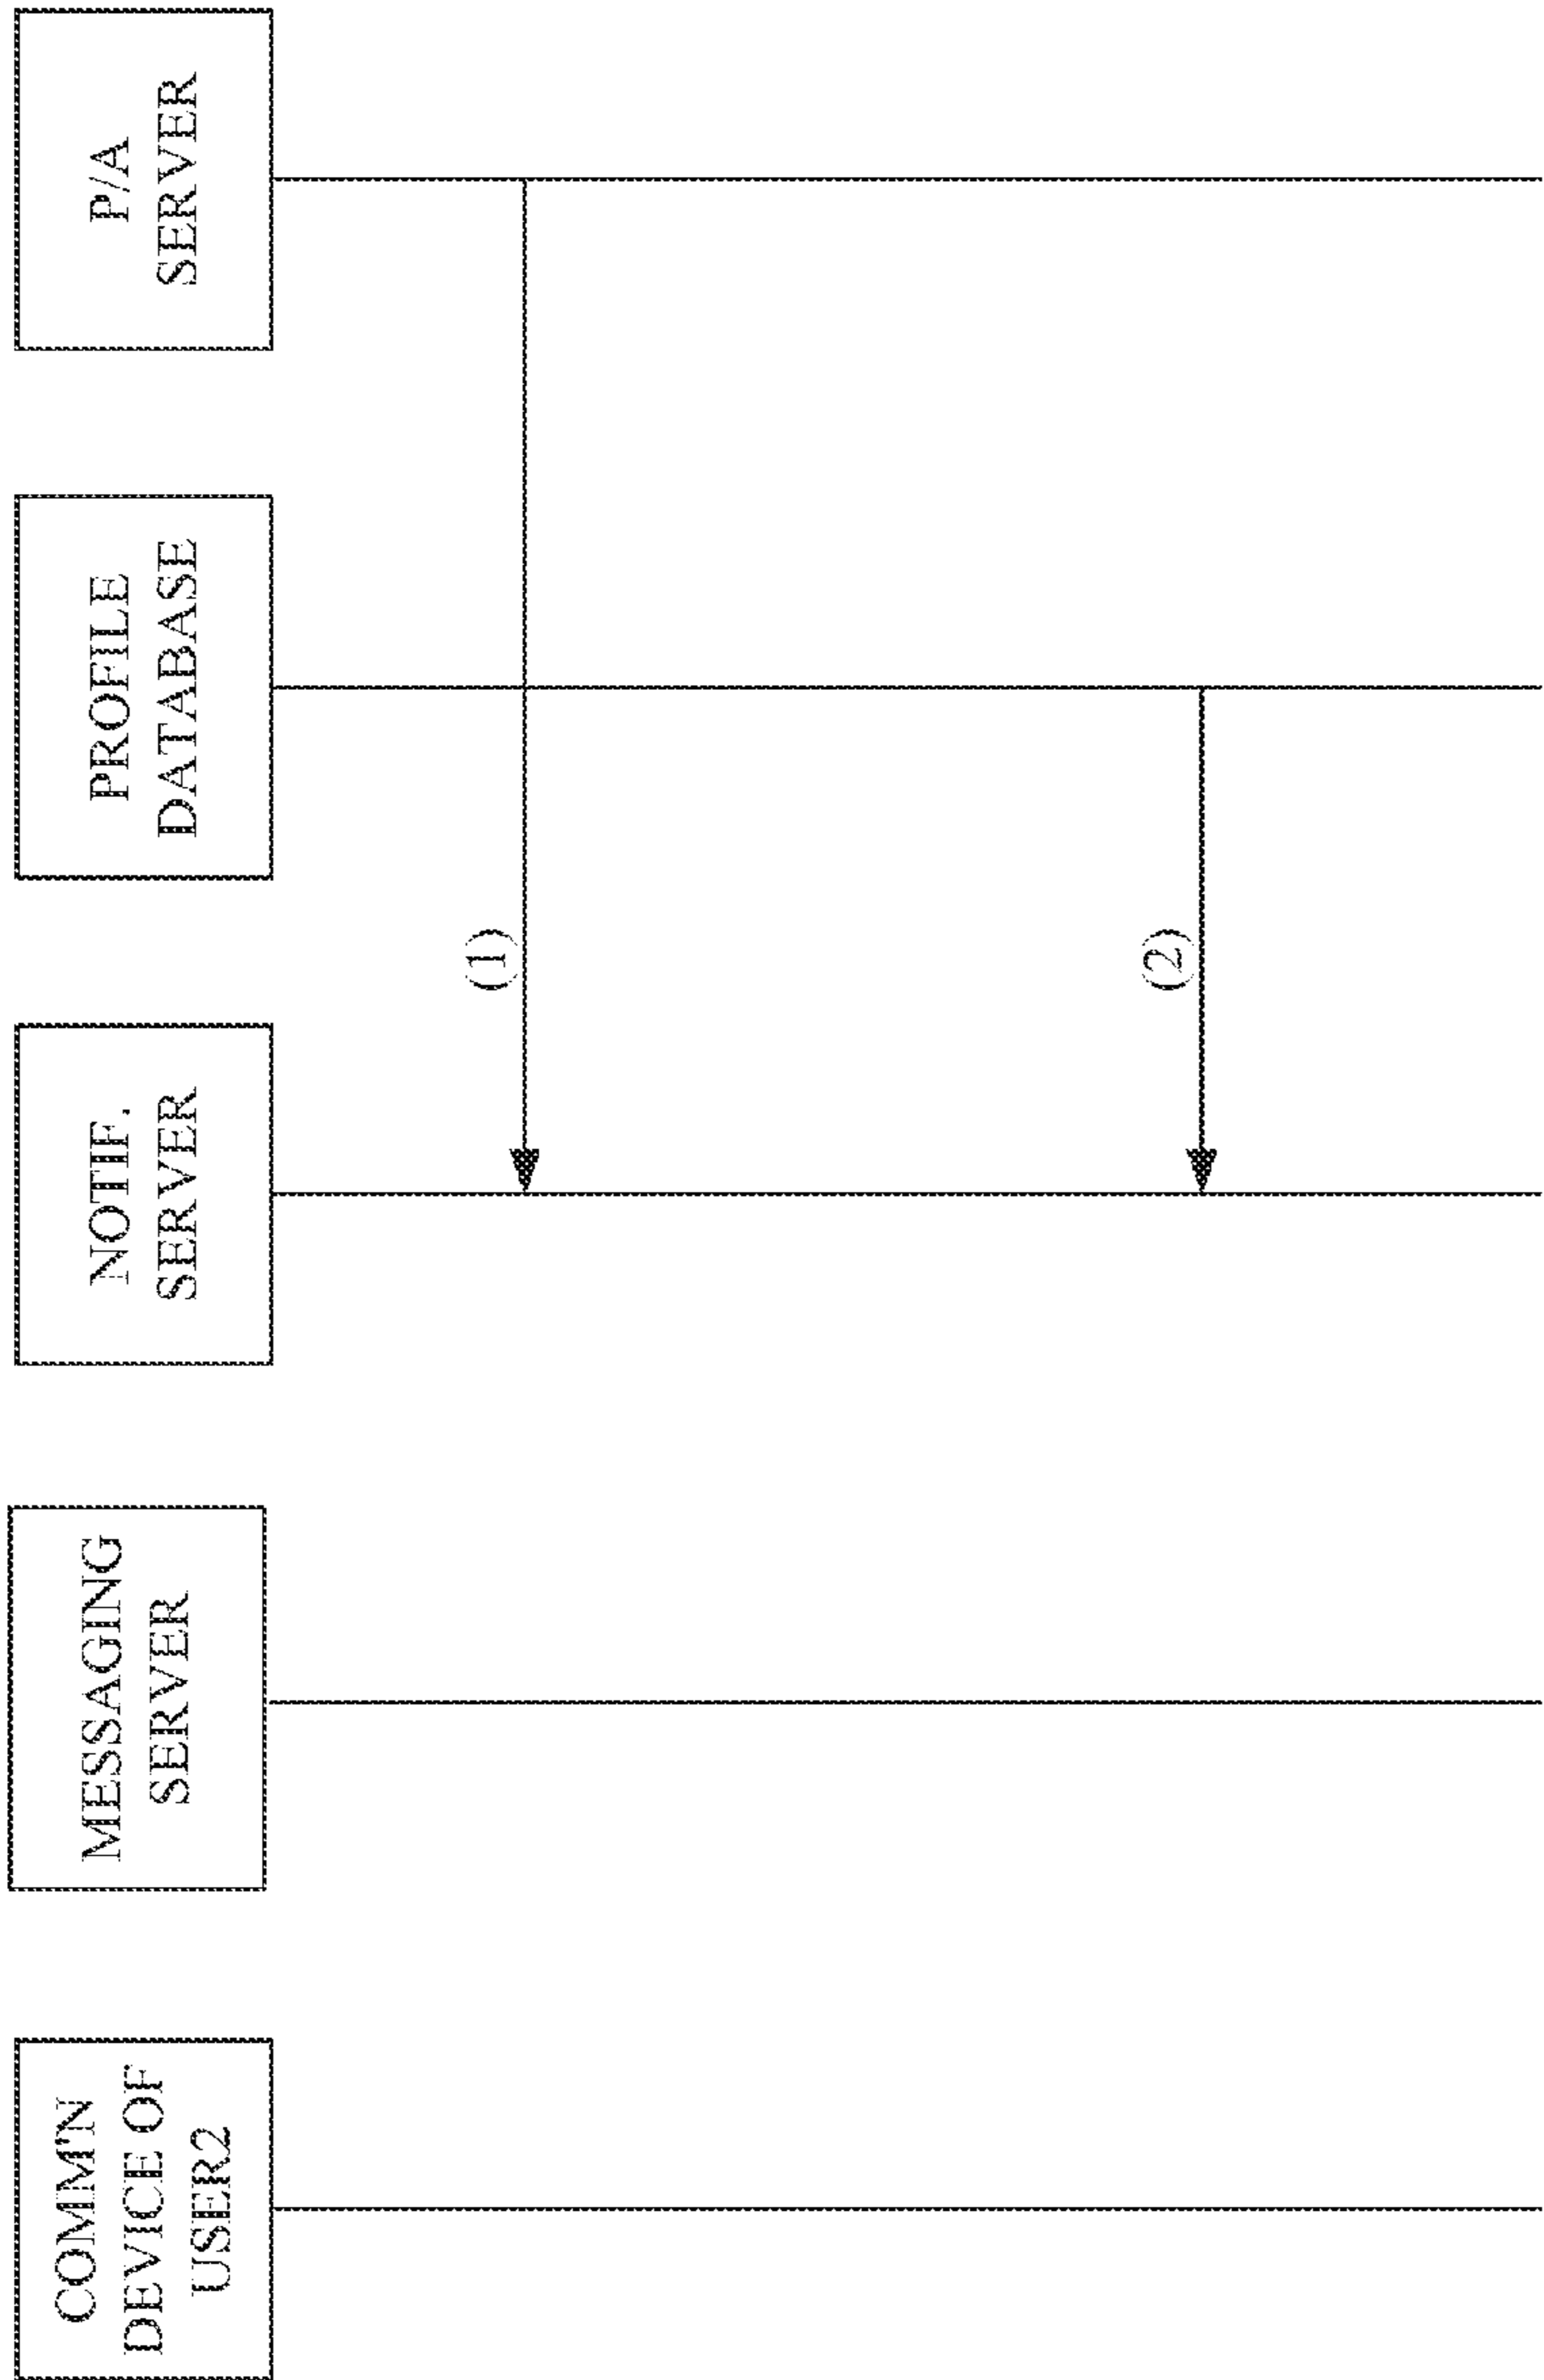 COMM'N
DEVICE OF
USER2
MESSAGING
SERVER
NOTIF.
SERVER
PROFILE
DATABASE
P/A
SERVER
(1)
(2)